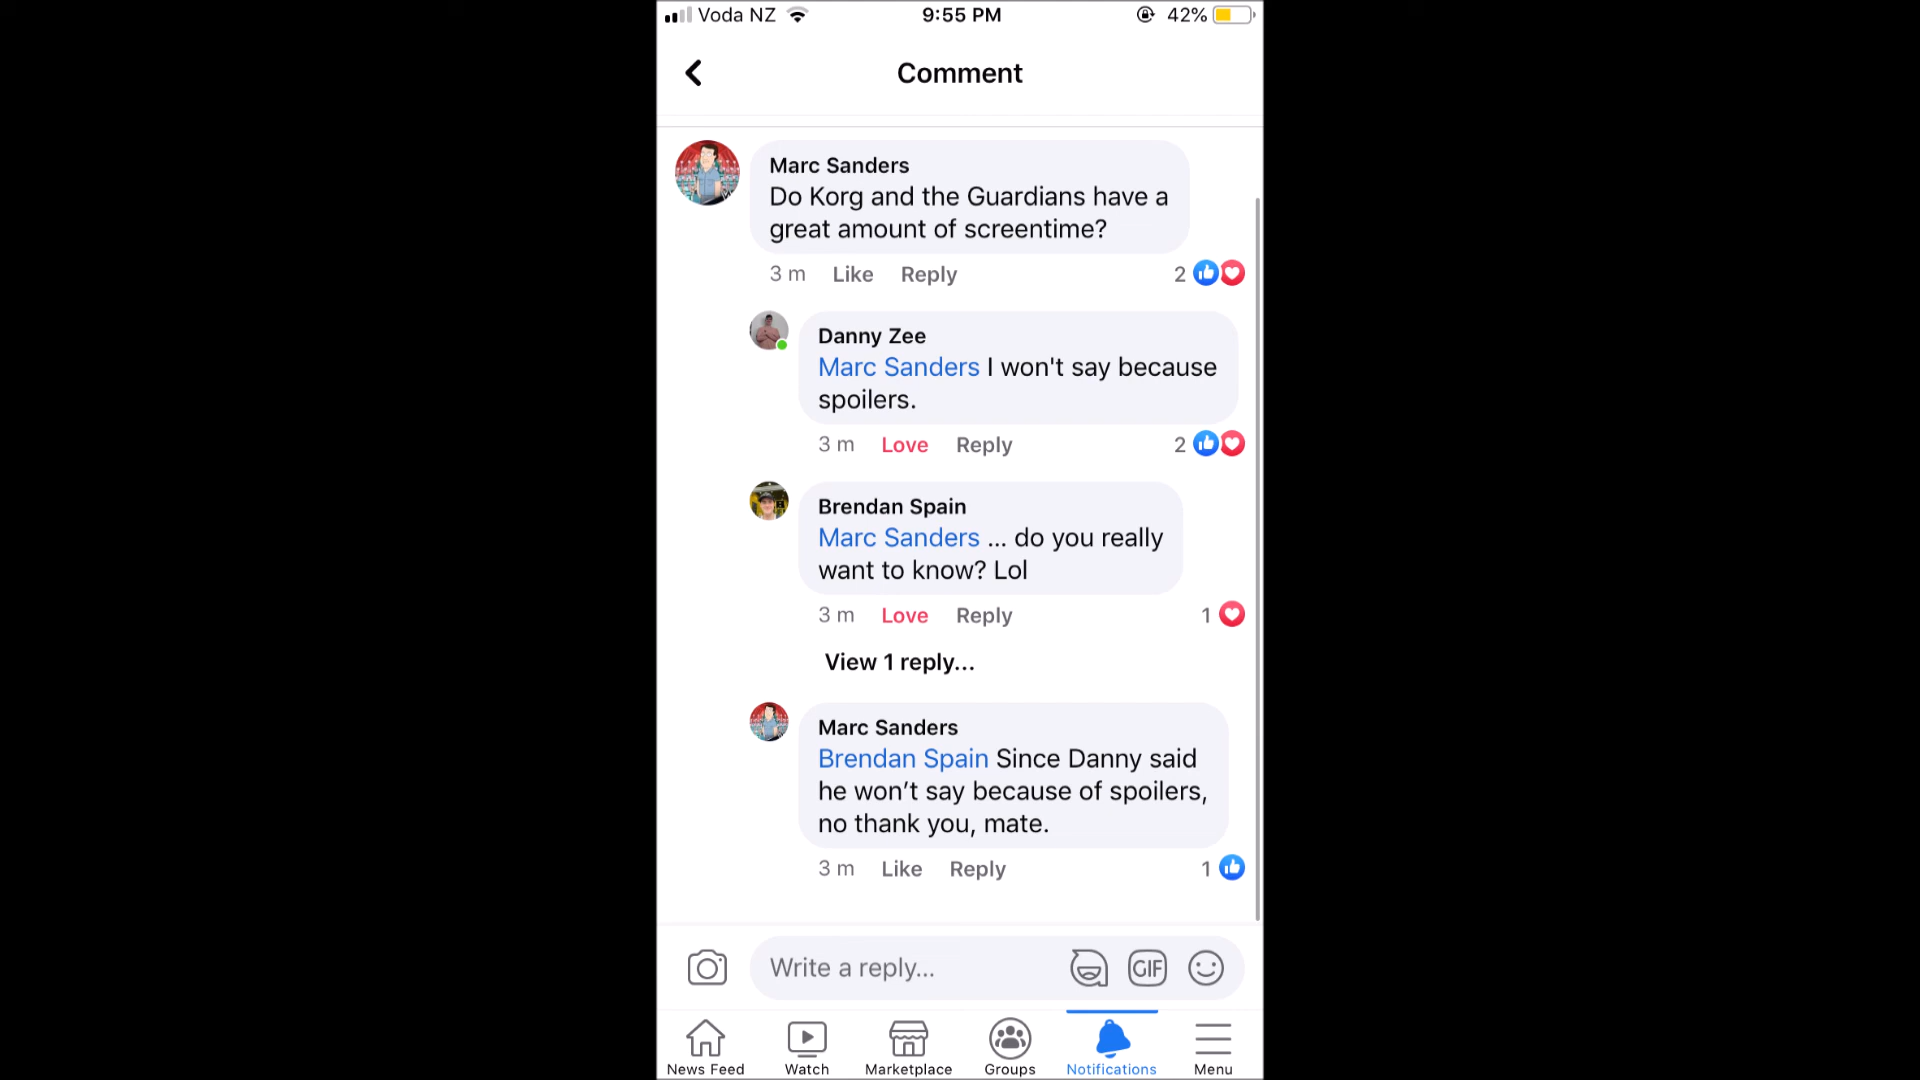 Voda NZ 9:55 PM 42%
Comment
Marc Sanders
Do Korg and the Guardians have a
great amount of screentime?
3 m Like Reply 2
Danny Zee
Marc Sanders I won't say because
spoilers.
3 m Love Reply 2
Brendan Spain
Marc Sanders ... do you really
want to know? Lol
3 m Love Reply 1
View 1 reply...
Marc Sanders
Brendan Spain Since Danny said
he won’t say because of spoilers,
no thank you, mate.
3 m Like Reply 1
Write a reply... GIF
News Feed Watch Marketplace Groups Notifications Menu